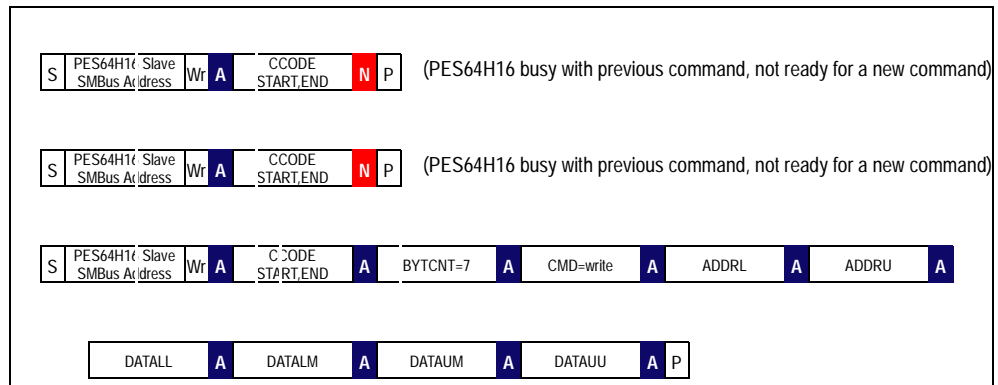 S PES64H16 Slave SMBus Address Wr A CCODE START,END N P (PES64H16 busy with previous command, not ready for a new command)
S PES64H16 Slave SMBus Address Wr A CCODE START,END N P (PES64H16 busy with previous command, not ready for a new command)
S PES64H16 Slave SMBus Address Wr A CCODE START,END A BYTCNT=7 A CMD=write A ADDRL A ADDRU A
DATALL A DATALM A DATAUM A DATAUU A P